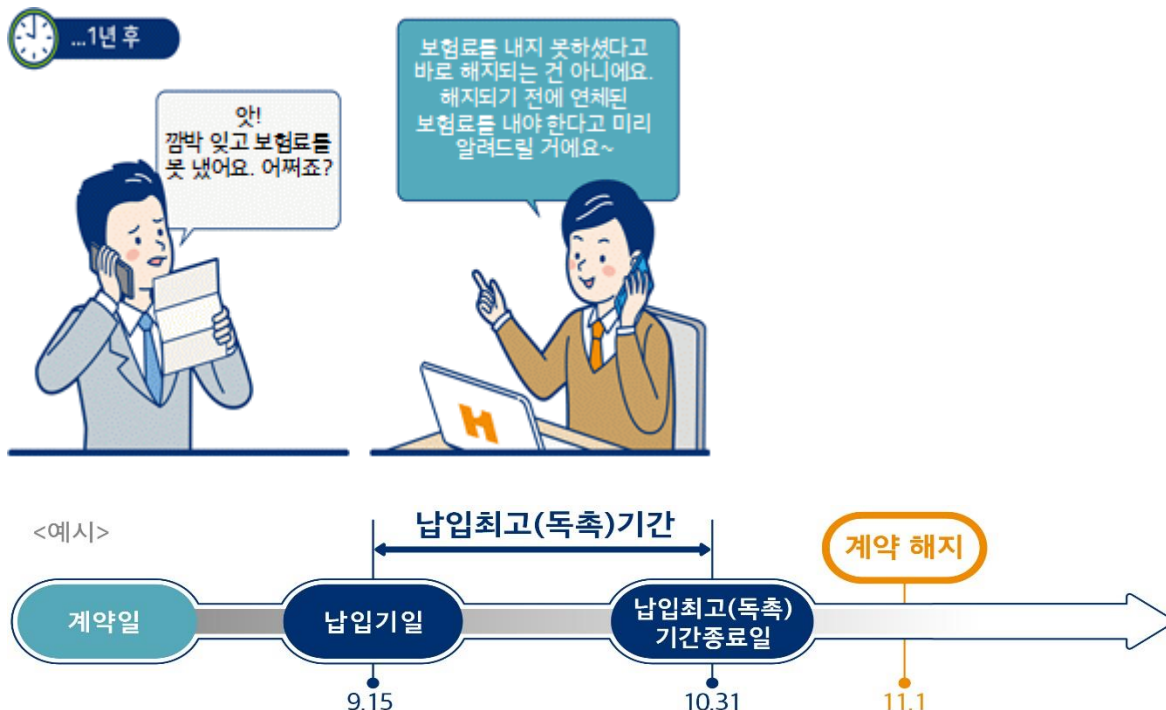 ...1년 후
앗!
깜박 잊고 보험료를
못 냈어요. 어쩌죠?
보험료를 내지 못하셨다고
바로 해지되는 건 아니에요.
해지되기 전에 연체된
보험료를 내야 한다고 미리
알려드릴 거에요~
<예시>
납입최고(독촉)기간
계약 해지
계약일
납입기일
납입최고(독촉)
기간종료일
9.15
10.31
11.1